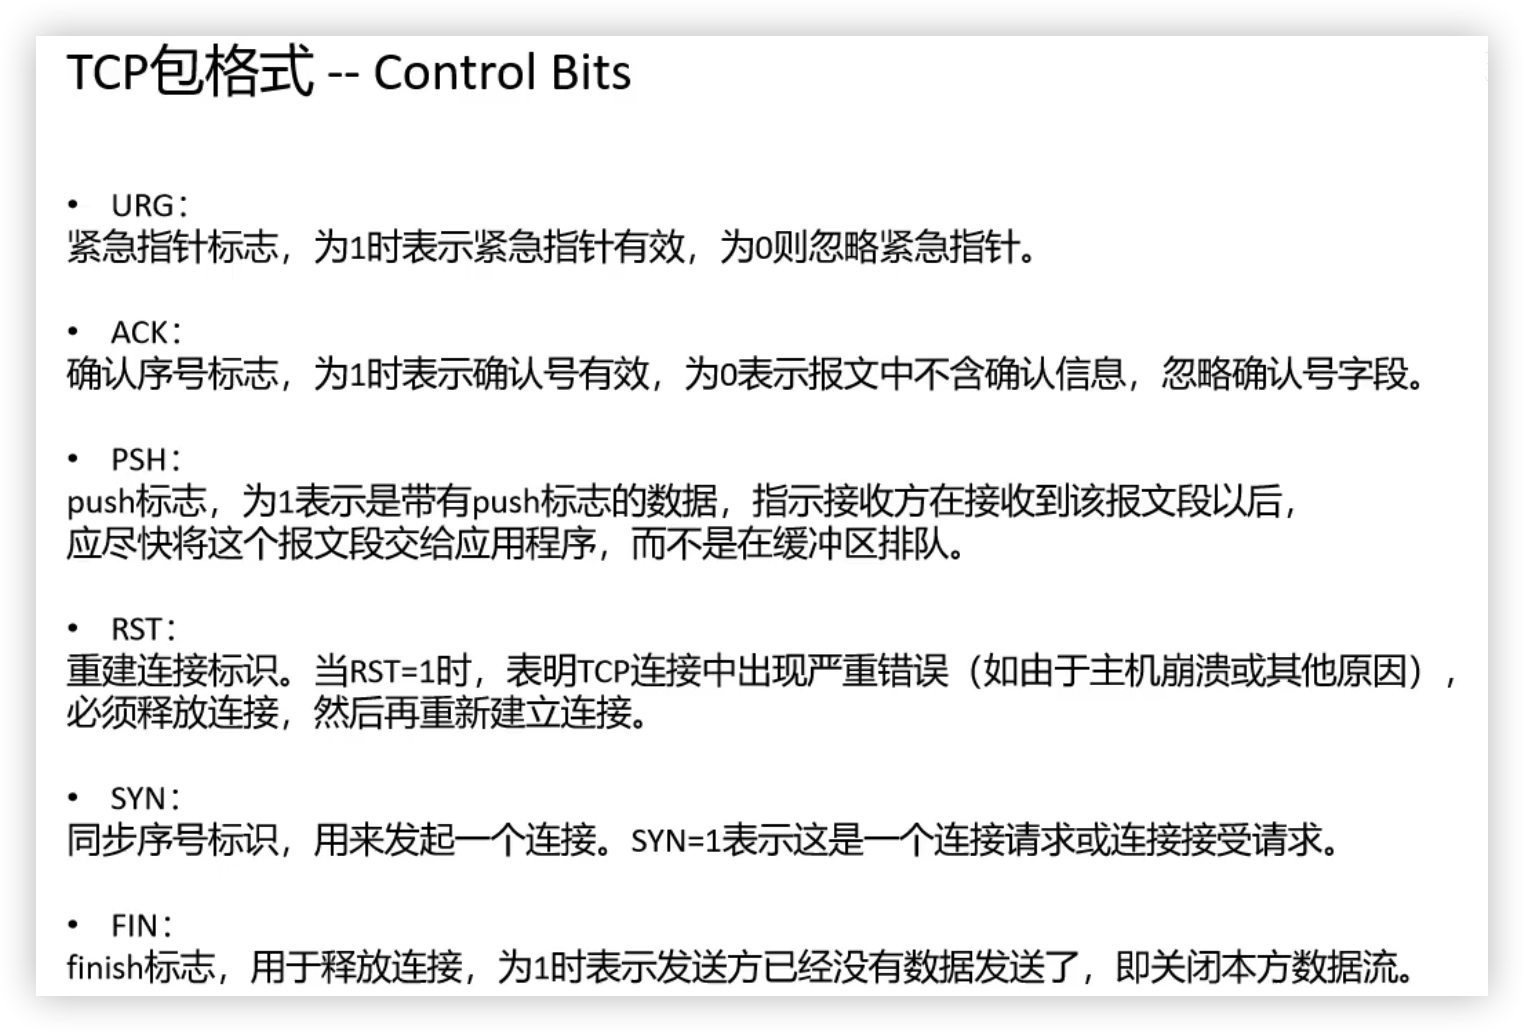 TCP包格式 -- Control Bits
• URG：
紧急指针标志，为1时表示紧急指针有效，为0则忽略紧急指针。
• ACK：
确认序号标志，为1时表示确认号有效，为0表示报文中不含确认信息，忽略确认号字段。
• PSH：
push标志，为1表示是带有push标志的数据，指示接收方在接收到该报文段以后，
应尽快将这个报文段交给应用程序，而不是在缓冲区排队。
• RST：
重建连接标识。当RST=1时，表明TCP连接中出现严重错误（如由于主机崩溃或其他原因），
必须释放连接，然后再重新建立连接。
• SYN：
同步序号标识，用来发起一个连接。SYN=1表示这是一个连接请求或连接接受请求。
• FIN：
finish标志，用于释放连接，为1时表示发送方已经没有数据发送了，即关闭本方数据流。